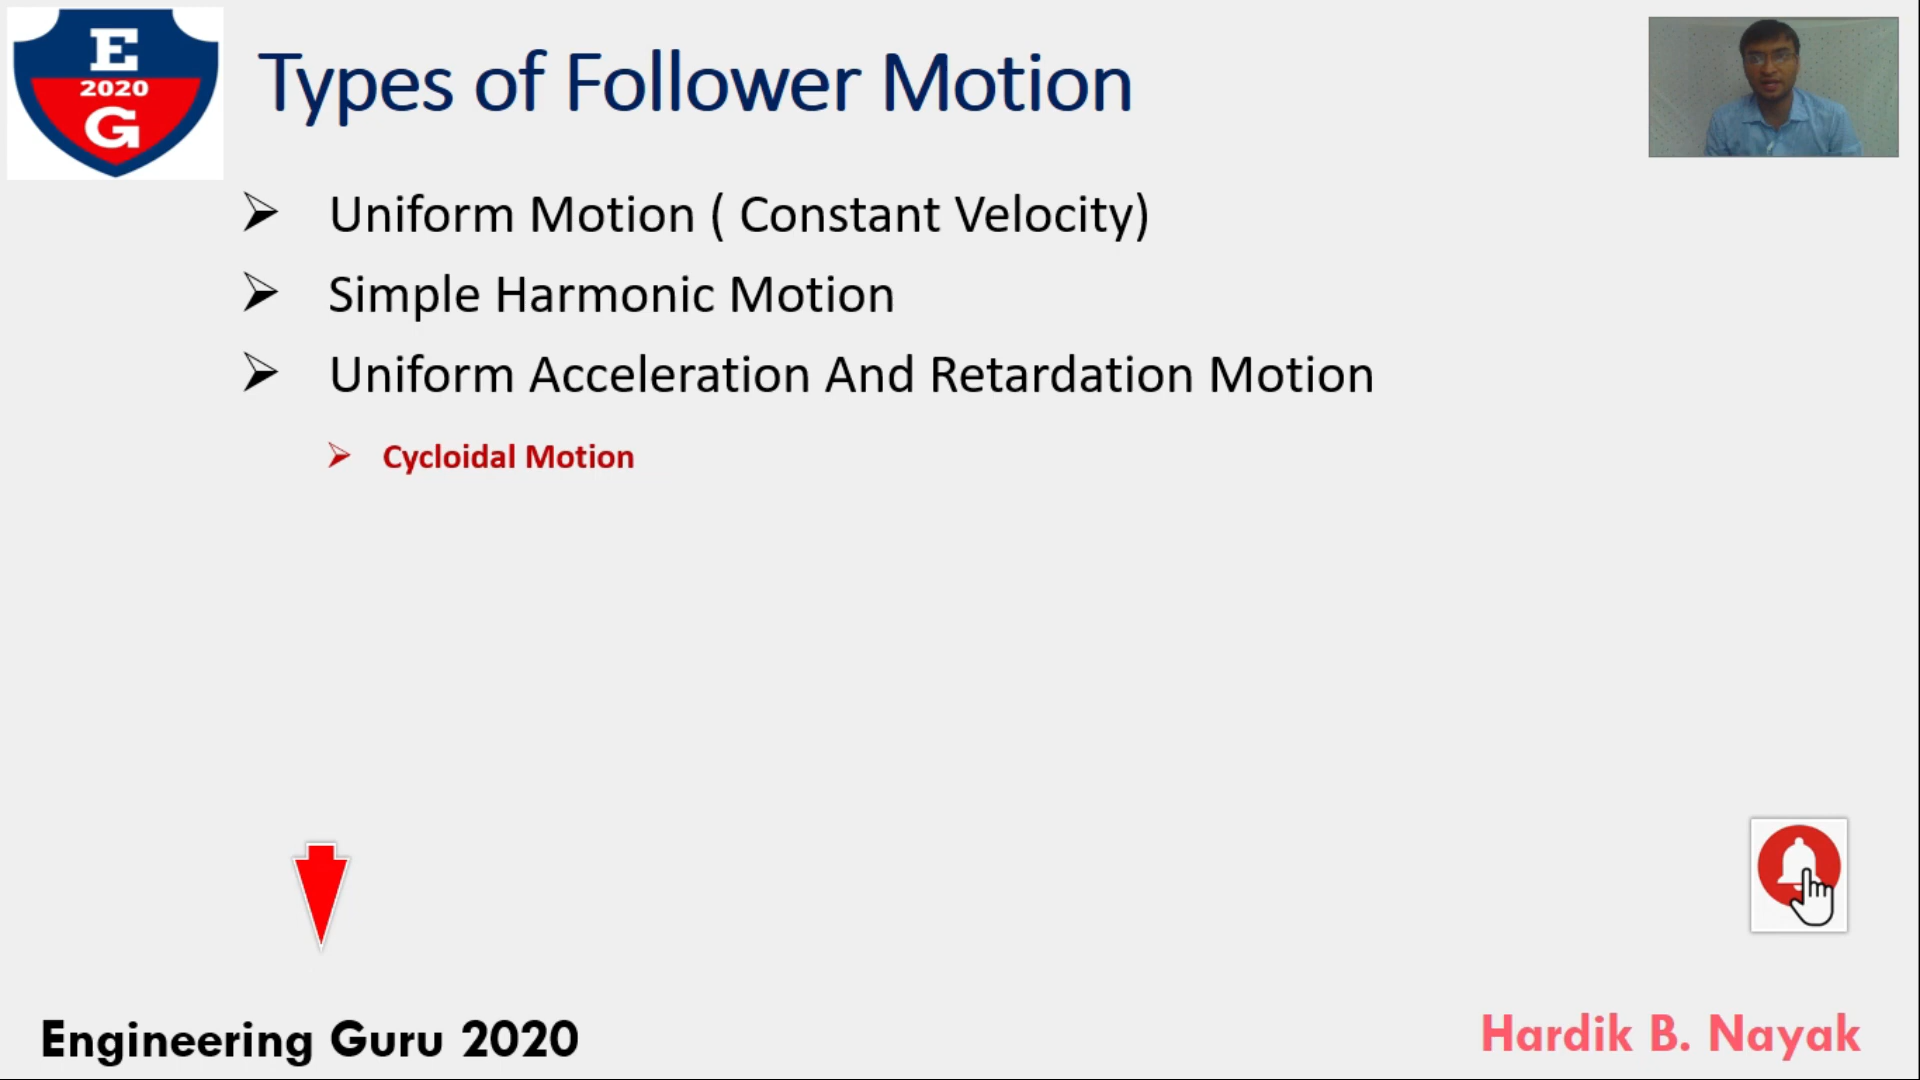 E
2020
G
Types of Follower Motion
Uniform Motion ( Constant Velocity)
Simple Harmonic Motion
Uniform Acceleration And Retardation Motion
Cycloidal Motion
Engineering Guru 2020
Hardik B. Nayak